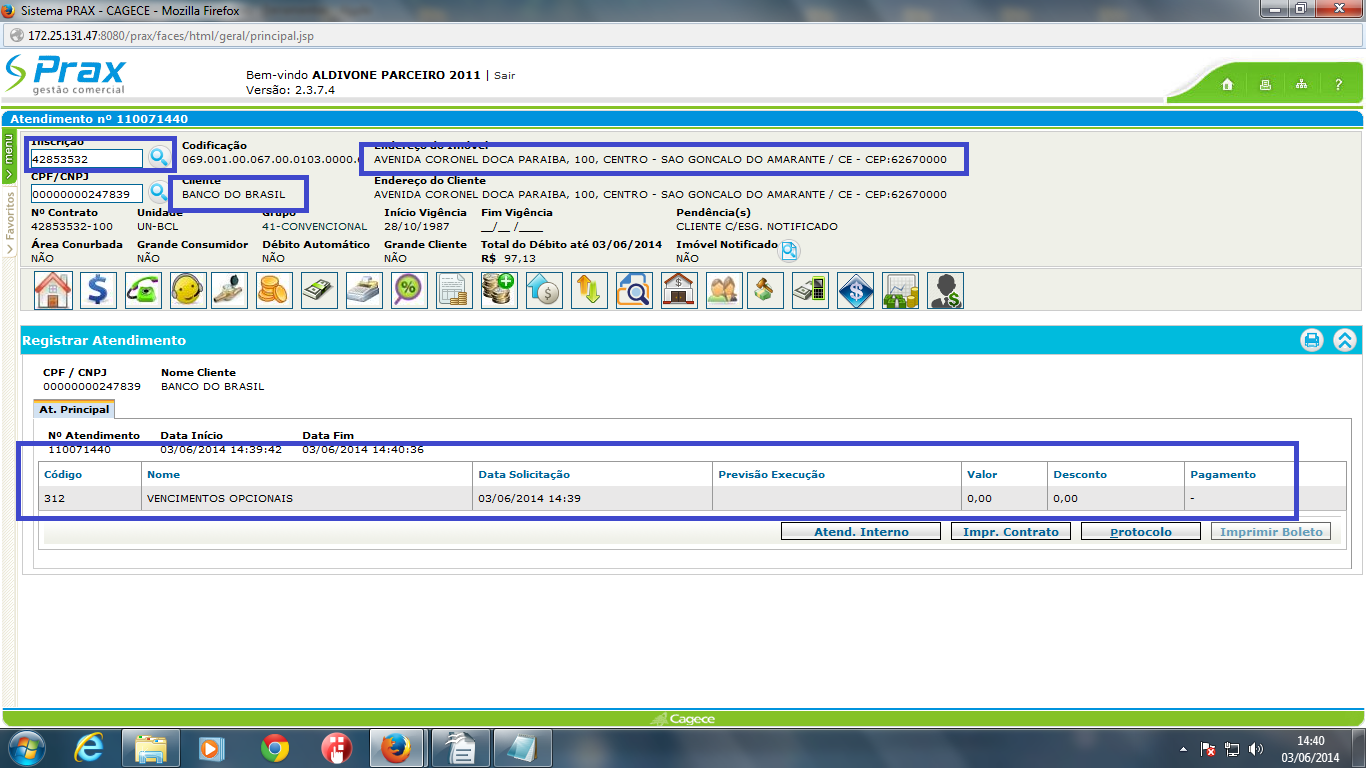 Sistema PRAX - CAGECE - Mozilla Firefox
172.25.131.47:8080/prax/faces/html/geral/principal.jsp
Prax
gestão comercial
Bem-vindo ALDIVONE PARCEIRO 2011 | Sair
Versão: 2.3.7.4
?
Atendimento nº 110071440
menu
Favoritos
Inscrição Codificação Endereço do Imóvel
42853532 069.001.00.067.00.0103.0000. AVENIDA CORONEL DOCA PARAIBA, 100, CENTRO - SAO GONCALO DO AMARANTE / CE - CEP:62670000
CPF/CNPJ Cliente Endereço do Cliente
00000000247839 BANCO DO BRASIL AVENIDA CORONEL DOCA PARAIBA, 100, CENTRO - SAO GONCALO DO AMARANTE / CE - CEP:62670000
Nº Contrato Unidade Grupo Início Vigência Fim Vigência Pendência(s)
42853532-100 UN-BCL 41-CONVENCIONAL 28/10/1987 __/__ /____ CLIENTE C/ESG. NOTIFICADO
Área Conurbada Grande Consumidor Débito Automático Grande Cliente Total do Débito até 03/06/2014 Imóvel Notificado
NÃO NÃO NÃO NÃO R$ 97,13 NÃO
Registrar Atendimento
CPF / CNPJ Nome Cliente
00000000247839 BANCO DO BRASIL
At. Principal
Nº Atendimento Data Início Data Fim
110071440 03/06/2014 14:39:42 03/06/2014 14:40:36
Código Nome Data Solicitação Previsão Execução Valor Desconto Pagamento
312 VENCIMENTOS OPCIONAIS 03/06/2014 14:39 0,00 0,00 -
Atend. Interno Impr. Contrato Protocolo Imprimir Boleto
Cagece
14:40
03/06/2014